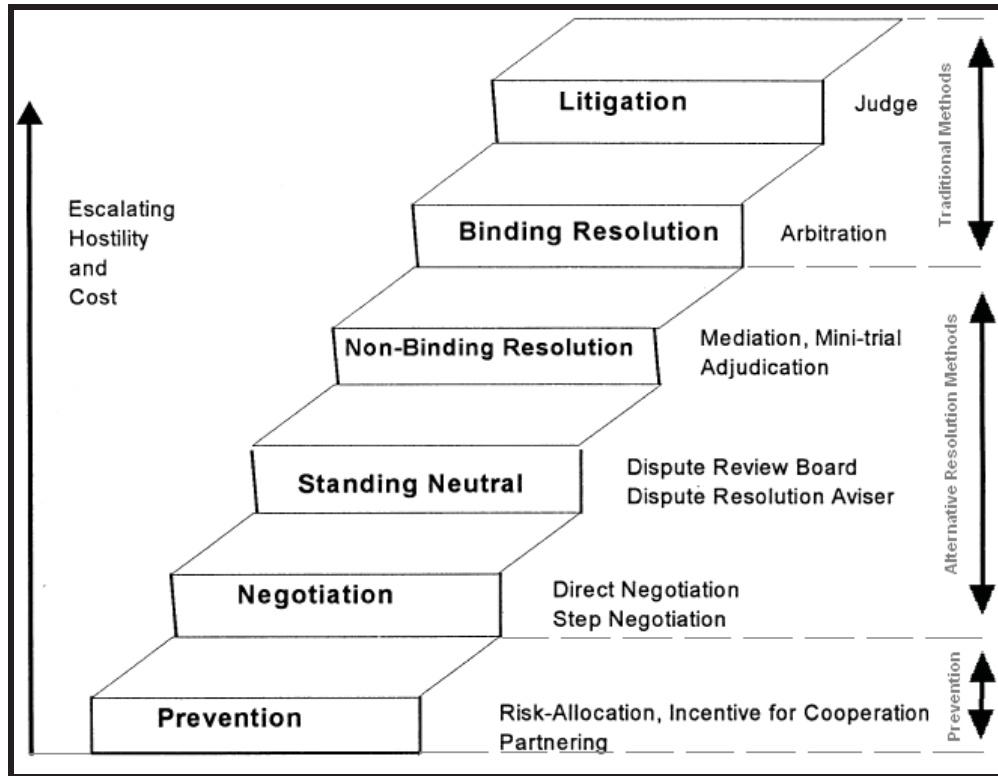 Litigation
Judge
Traditional Methods
Escalating
Hostility
and
Cost
Binding Resolution
Arbitration
Non-Binding Resolution
Mediation, Mini-trial
Adjudication
Alternative Resolution Methods
Standing Neutral
Dispute Review Board
Dispute Resolution Aviser
Negotiation
Direct Negotiation
Step Negotiation
Prevention
Prevention
Risk-Allocation, Incentive for Cooperation
Partnering